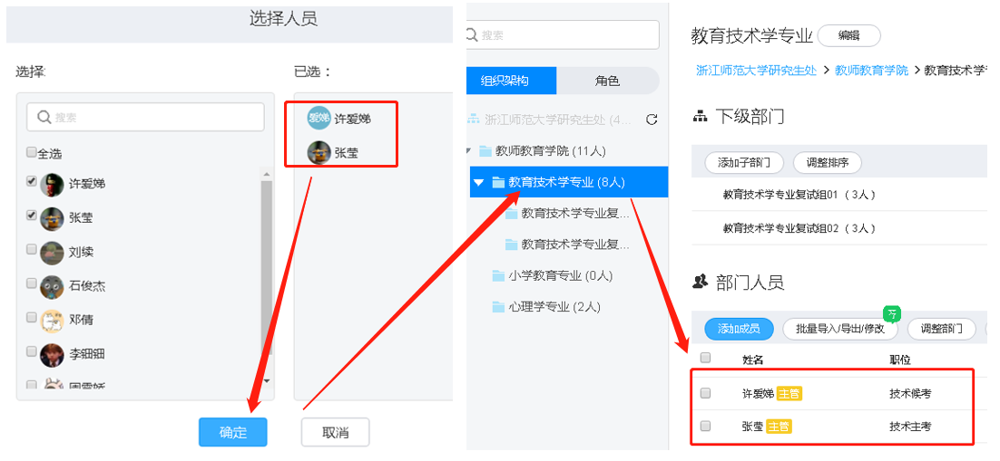 选择人员
选择:
已选：
搜索
全选
许爱娣
张莹
刘续
石俊杰
邓倩
李钿钿
爱娣 许爱娣
张莹
确定
取消
搜索
组织架构
角色
浙江师范大学研究生处 (4...
教师教育学院 (11人)
教育技术学专业 (8人)
教育技术学专业复...
教育技术学专业复...
小学教育专业 (0人)
心理学专业 (2人)
教育技术学专业 编辑
浙江师范大学研究生处 > 教师教育学院 > 教育技术学
下级部门
添加子部门 调整排序
教育技术学专业复试组01 （3人）
教育技术学专业复试组02 （3人）
部门人员
添加成员 批量导入/导出/修改 调整部门
姓名 职位
许爱娣 主管 技术候考
张莹 主管 技术主考